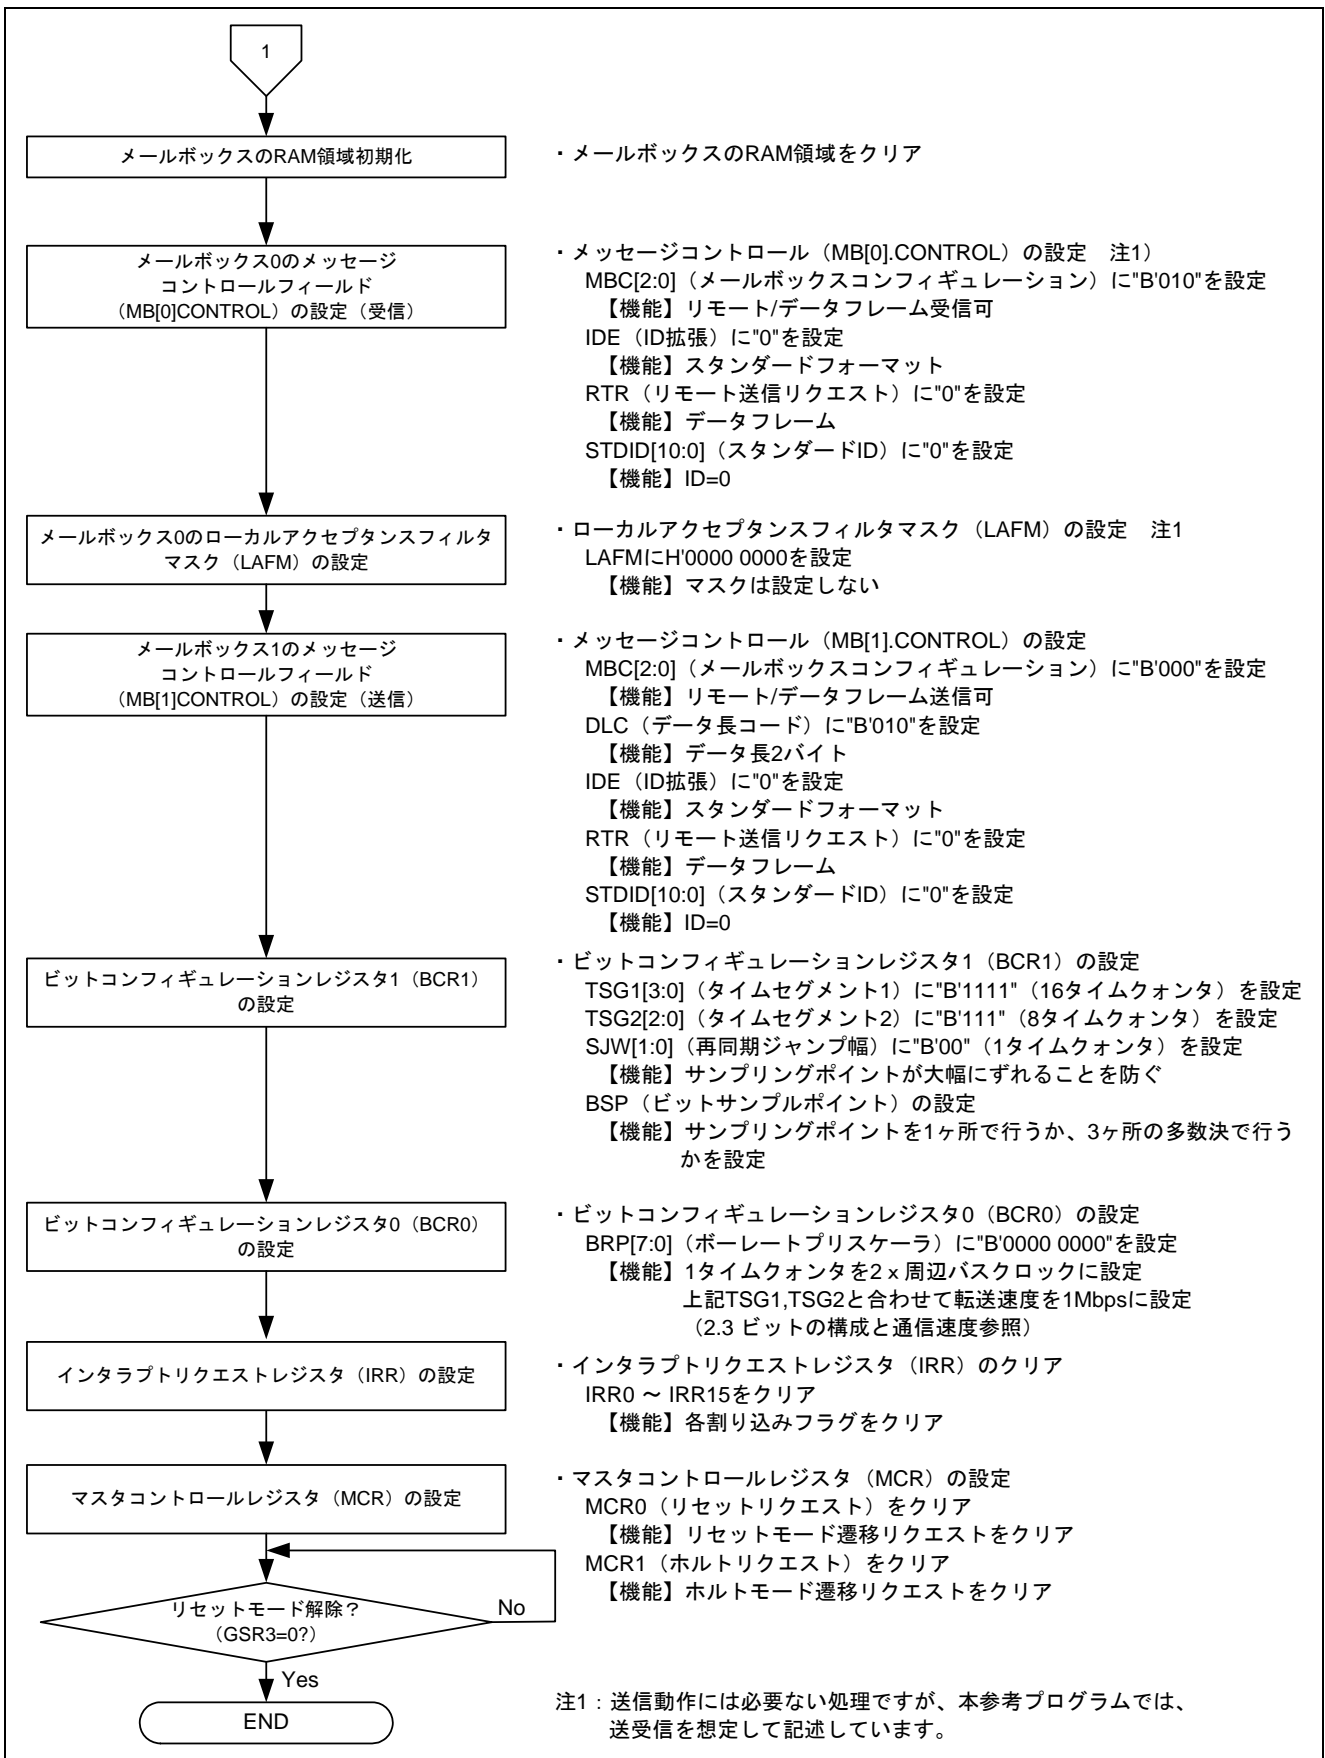 1
メールボックスのRAM領域初期化
・メールボックスのRAM領域をクリア
メールボックス0のメッセージ
コントロールフィールド
（MB[0]CONTROL）の設定（受信）
・メッセージコントロール（MB[0].CONTROL）の設定　注1）
MBC[2:0]（メールボックスコンフィギュレーション）に"B'010"を設定
【機能】リモート/データフレーム受信可
IDE（ID拡張）に"0"を設定
【機能】スタンダードフォーマット
RTR（リモート送信リクエスト）に"0"を設定
【機能】データフレーム
STDID[10:0]（スタンダードID）に"0"を設定
【機能】ID=0
メールボックス0のローカルアクセプタンスフィルタ
マスク（LAFM）の設定
・ローカルアクセプタンスフィルタマスク（LAFM）の設定　注1
LAFMにH'0000 0000を設定
【機能】マスクは設定しない
メールボックス1のメッセージ
コントロールフィールド
（MB[1]CONTROL）の設定（送信）
・メッセージコントロール（MB[1].CONTROL）の設定
MBC[2:0]（メールボックスコンフィギュレーション）に"B'000"を設定
【機能】リモート/データフレーム送信可
DLC（データ長コード）に"B'010"を設定
【機能】データ長2バイト
IDE（ID拡張）に"0"を設定
【機能】スタンダードフォーマット
RTR（リモート送信リクエスト）に"0"を設定
【機能】データフレーム
STDID[10:0]（スタンダードID）に"0"を設定
【機能】ID=0
ビットコンフィギュレーションレジスタ1（BCR1）
の設定
・ビットコンフィギュレーションレジスタ1（BCR1）の設定
TSG1[3:0]（タイムセグメント1）に"B'1111"（16タイムクォンタ）を設定
TSG2[2:0]（タイムセグメント2）に"B'111"（8タイムクォンタ）を設定
SJW[1:0]（再同期ジャンプ幅）に"B'00"（1タイムクォンタ）を設定
【機能】サンプリングポイントが大幅にずれることを防ぐ
BSP（ビットサンプルポイント）の設定
【機能】サンプリングポイントを1ヶ所で行うか、3ヶ所の多数決で行う
かを設定
ビットコンフィギュレーションレジスタ0（BCR0）
の設定
・ビットコンフィギュレーションレジスタ0（BCR0）の設定
BRP[7:0]（ボーレートプリスケーラ）に"B'0000 0000"を設定
【機能】1タイムクォンタを2 x 周辺バスクロックに設定
上記TSG1,TSG2と合わせて転送速度を1Mbpsに設定
（2.3 ビットの構成と通信速度参照）
インタラプトリクエストレジスタ（IRR）の設定
・インタラプトリクエストレジスタ（IRR）のクリア
IRR0 ～ IRR15をクリア
【機能】各割り込みフラグをクリア
マスタコントロールレジスタ（MCR）の設定
・マスタコントロールレジスタ（MCR）の設定
MCR0（リセットリクエスト）をクリア
【機能】リセットモード遷移リクエストをクリア
MCR1（ホルトリクエスト）をクリア
【機能】ホルトモード遷移リクエストをクリア
リセットモード解除？
（GSR3=0?）
No
Yes
END
注1：送信動作には必要ない処理ですが、本参考プログラムでは、
送受信を想定して記述しています。